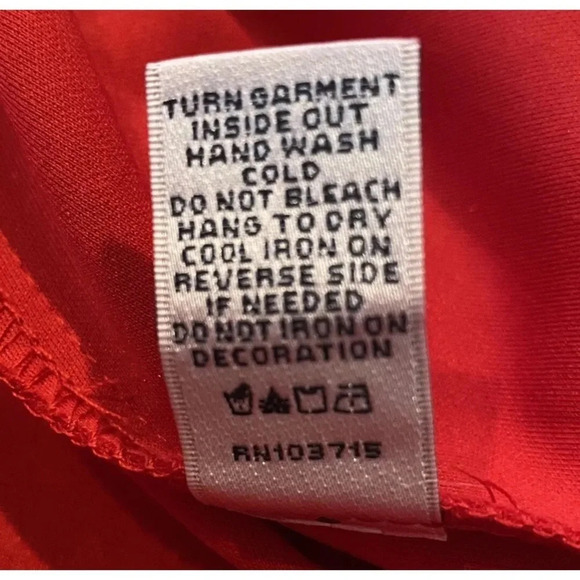 TURN GARMENT
INSIDE OUT
HAND WASH
COLD
DO NOT BLEACH
HANG TO DRY
COOL IRON ON
REVERSE SIDE
IF NEEDED
DO NOT IRON ON
DECORATION
RN103715